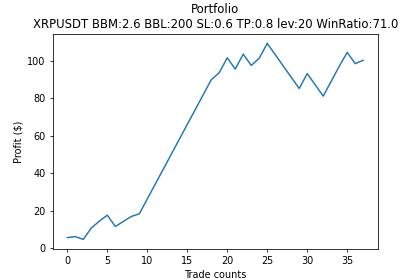 Portfolio
XRPUSDT BBM:2.6 BBL:200 SL:0.6 TP:0.8 lev:20 WinRatio:71.0
100
80
60
40
20
0
Profit ($)
0 5 10 15 20 25 30 35
Trade counts